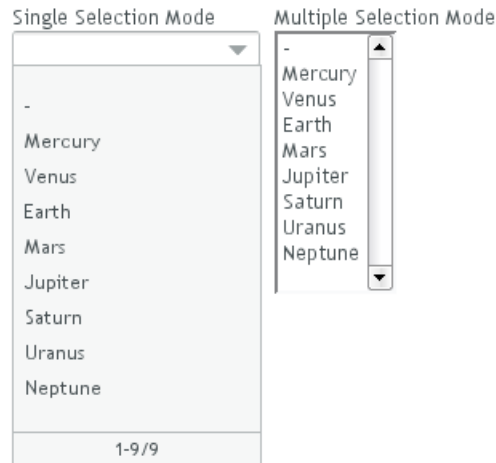 Single Selection Mode
-
Mercury
Venus
Earth
Mars
Jupiter
Saturn
Uranus
Neptune
1-9/9
Multiple Selection Mode
-
Mercury
Venus
Earth
Mars
Jupiter
Saturn
Uranus
Neptune